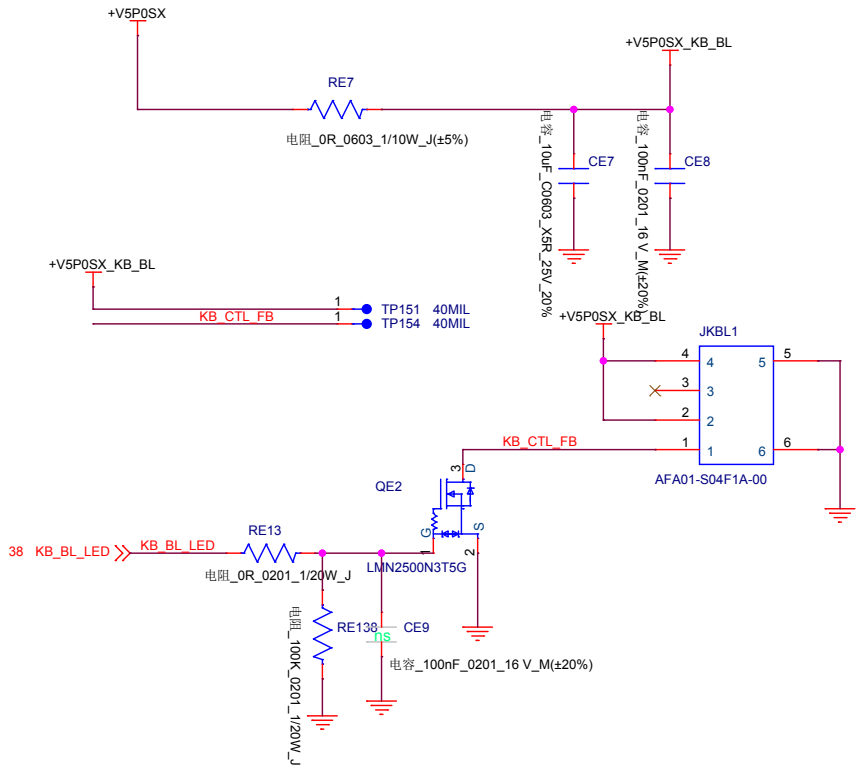 +V5P0SX
+V5P0SX_KB_BL
RE7
电阻_0R_0603_1/10W_J(±5%)
电容_10uF_C0603_X5R_25V_20%
CE7
电容_100nF_0201_16 V_M(±20%)
CE8
+V5P0SX_KB_BL
1
TP151 40MIL
KB_CTL_FB
1
TP154 40MIL
+V5P0SX_KB_BL
JKBL1
4
4
5
5
3
3
2
2
KB_CTL_FB
1
1
6
6
AFA01-S04F1A-00
3
D
QE2
G
S
1
2
LMN2500N3T5G
38 KB_BL_LED
KB_BL_LED
RE13
电阻_0R_0201_1/20W_J
RE138
电阻_100K_0201_1/20W_J
ns
CE9
电容_100nF_0201_16 V_M(±20%)